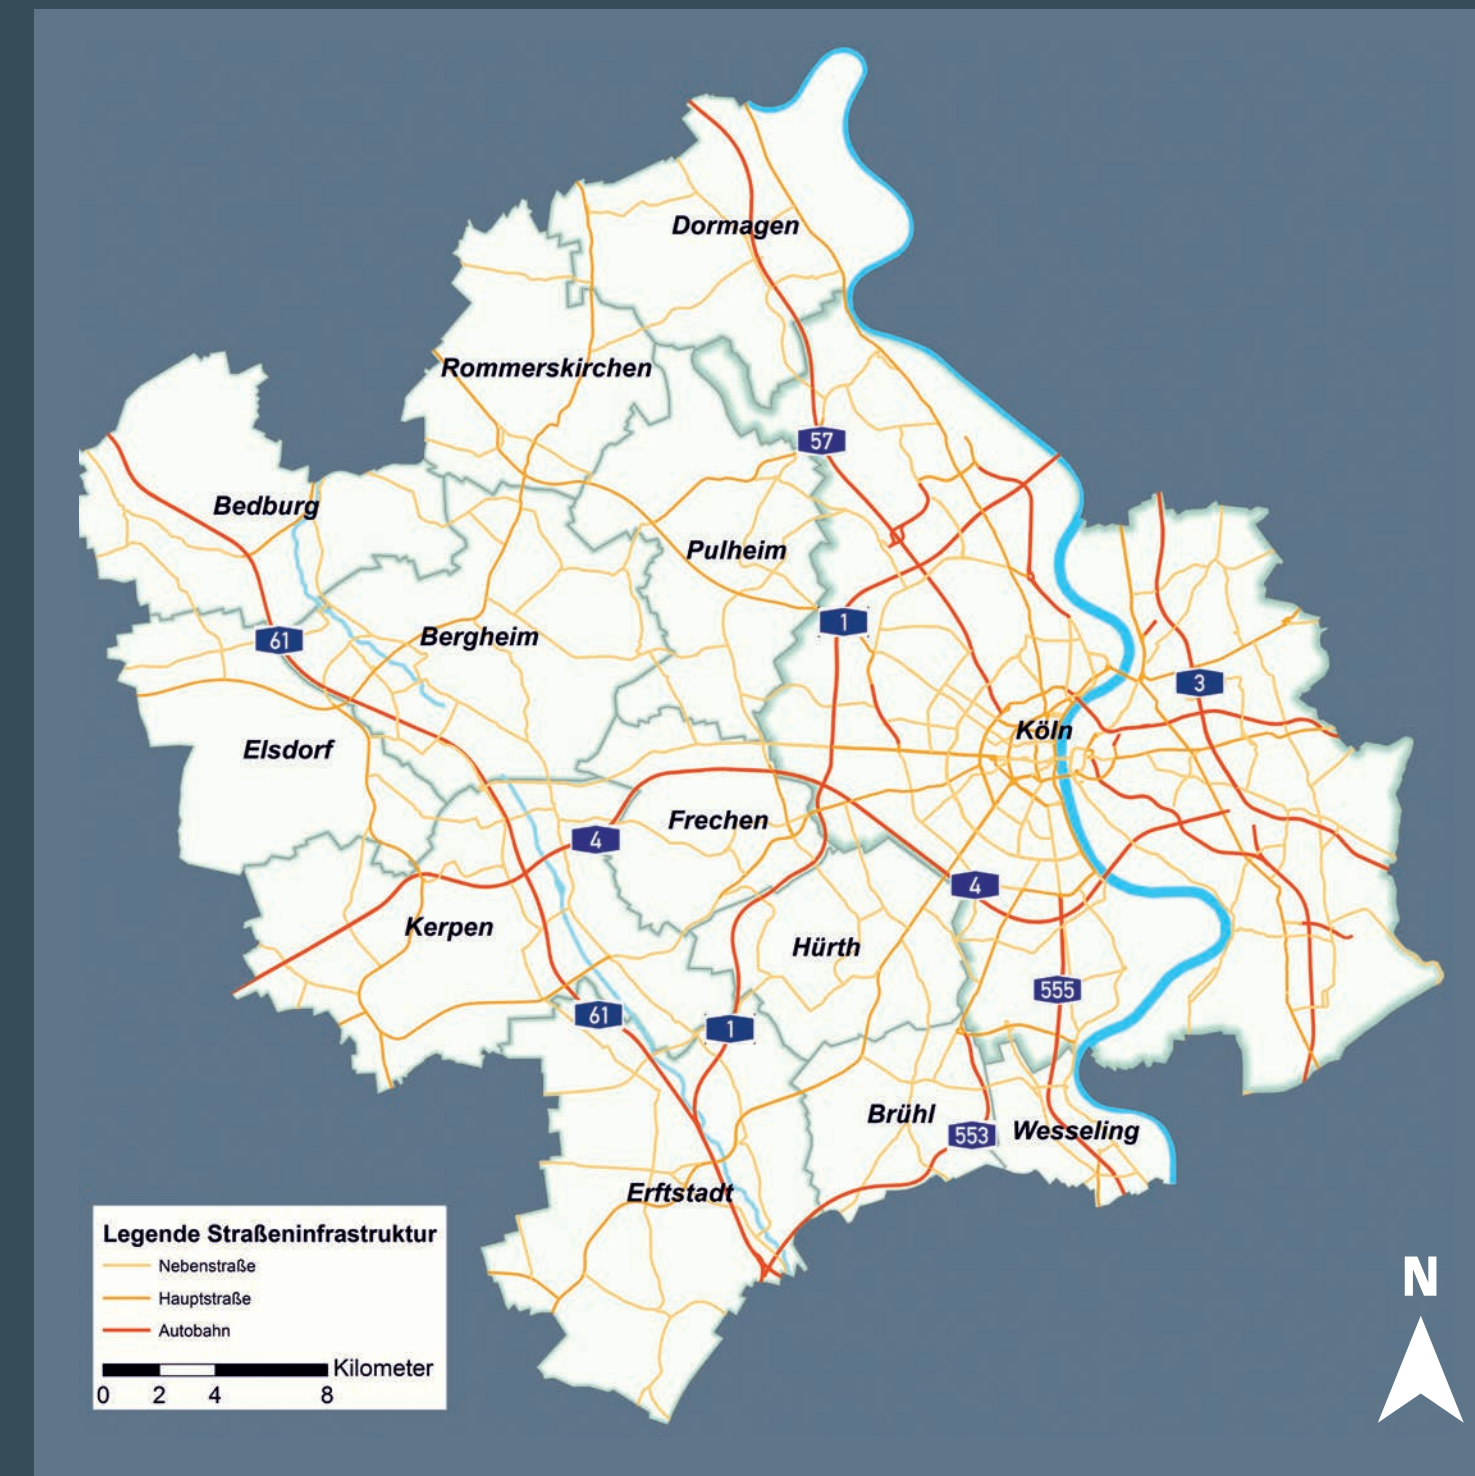 Dormagen
Rommerskirchen
57
Bedburg
Pulheim
1
61
Bergheim
3
Köln
Elsdorf
Frechen
4
4
Kerpen
Hürth
555
61
1
Brühl
553
Wesseling
Erftstadt
Legende Straßeninfrastruktur
Nebenstraße
Hauptstraße
Autobahn
Kilometer
0 2 4 8
N